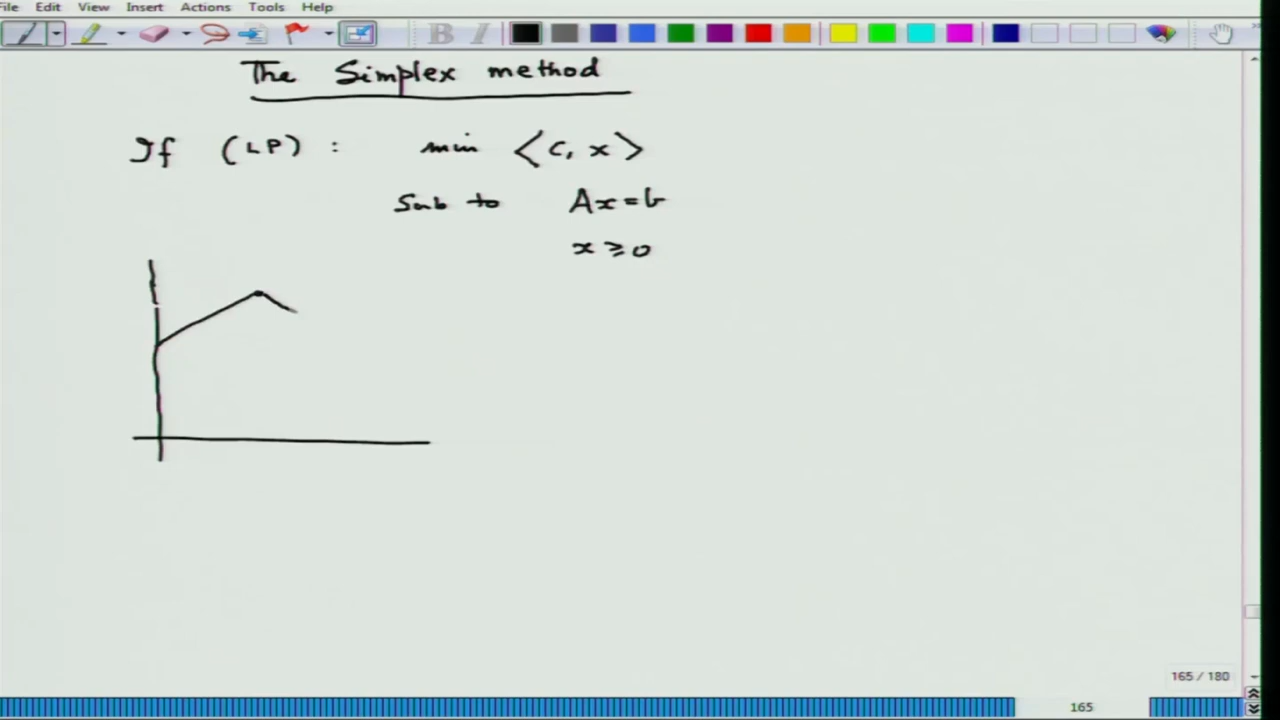 File Edit View Insert Actions Tools Help
B I
The Simplex method
If (LP) : min <c, x>
Sub to Ax=b
x ≥ 0
165 / 180
165